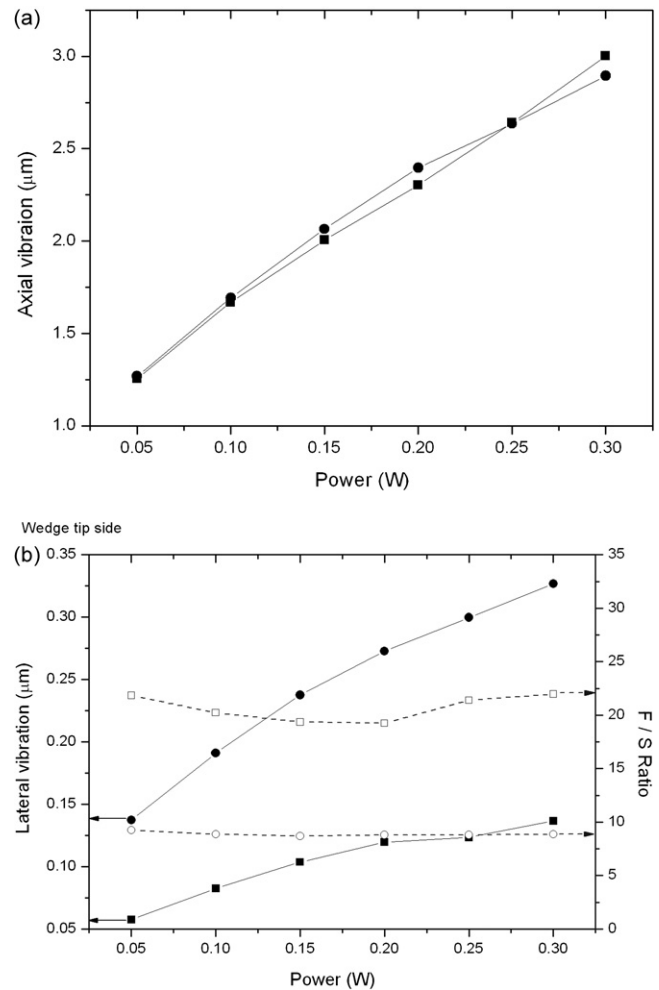 (a)
3.0
2.5
2.0
1.5
1.0
Axial vibraion (μm)
0.05 0.10 0.15 0.20 0.25 0.30
Power (W)
Wedge tip side
(b)
0.35
0.30
0.25
0.20
0.15
0.10
0.05
Lateral vibration (μm)
35
30
25
20
15
10
5
0
F / S Ratio
0.05 0.10 0.15 0.20 0.25 0.30
Power (W)